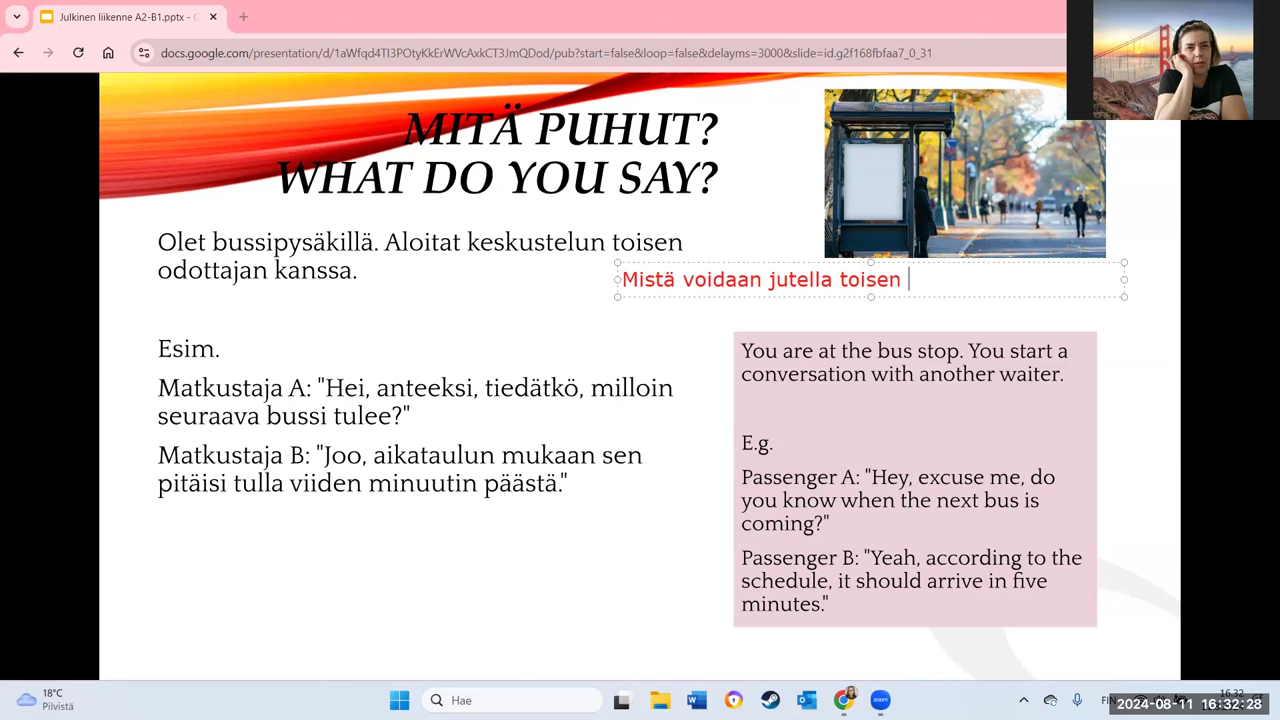 Julkinen liikenne A2-B1.pptx - G
docs.google.com/presentation/d/1aWfqd4TI3POtyKkErWVG4sCT3JmQDod/pub?start=false&loop=false&delayms=3000&slide=id.g2f168fbfaa7_0_31
MITÄ PUHUT?
WHAT DO YOU SAY?
Olet bussipysäkillä. Aloitat keskustelun toisen
odottajan kanssa.
Mistä voidaan jutella toisen
Esim.
Matkustaja A: "Hei, anteeksi, tiedätkö, milloin
seuraava bussi tulee?"
Matkustaja B: "Joo, aikataulun mukaan sen
pitäisi tulla viiden minuutin päästä."
You are at the bus stop. You start a
conversation with another waiter.
E.g.
Passenger A: "Hey, excuse me, do
you know when the next bus is
coming?"
Passenger B: "Yeah, according to the
schedule, it should arrive in five
minutes."
18°C
Pilvistä
Hae
zoom
FIN
16.32
2024-08-11 16:32:28